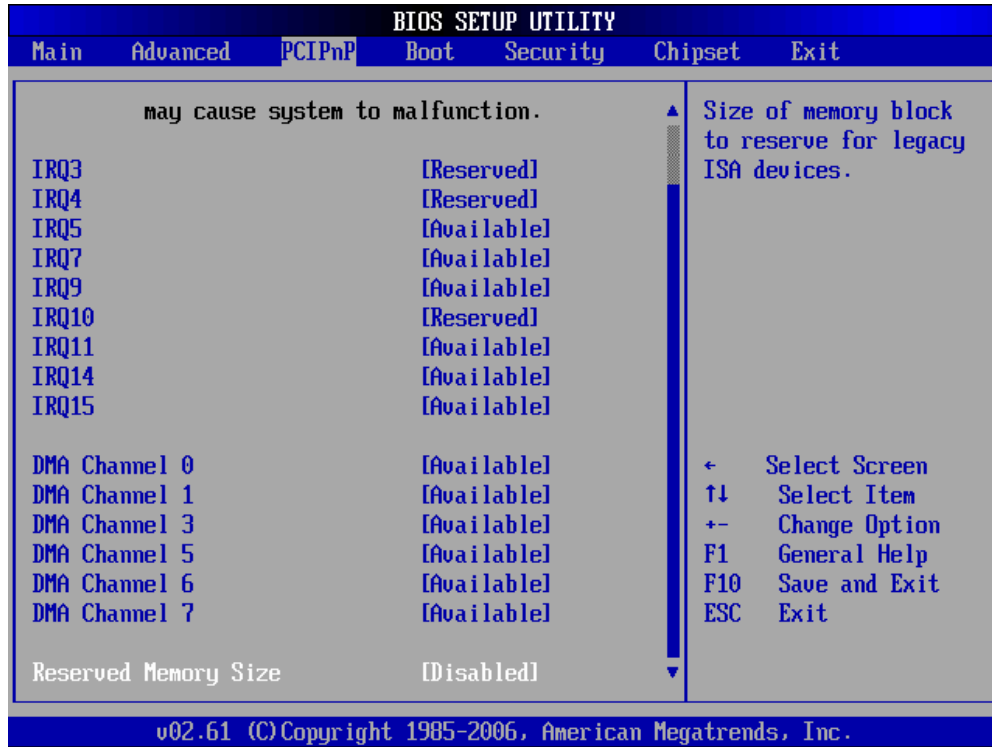 BIOS SETUP UTILITY
Main Advanced PCIPnP Boot Security Chipset Exit
may cause system to malfunction.
IRQ3 [Reserved]
IRQ4 [Reserved]
IRQ5 [Available]
IRQ7 [Available]
IRQ9 [Available]
IRQ10 [Reserved]
IRQ11 [Available]
IRQ14 [Available]
IRQ15 [Available]
DMA Channel 0 [Available]
DMA Channel 1 [Available]
DMA Channel 3 [Available]
DMA Channel 5 [Available]
DMA Channel 6 [Available]
DMA Channel 7 [Available]
Reserved Memory Size [Disabled]
Size of memory block
to reserve for legacy
ISA devices.
← Select Screen
↑↓ Select Item
+- Change Option
F1 General Help
F10 Save and Exit
ESC Exit
v02.61 (C)Copyright 1985-2006, American Megatrends, Inc.